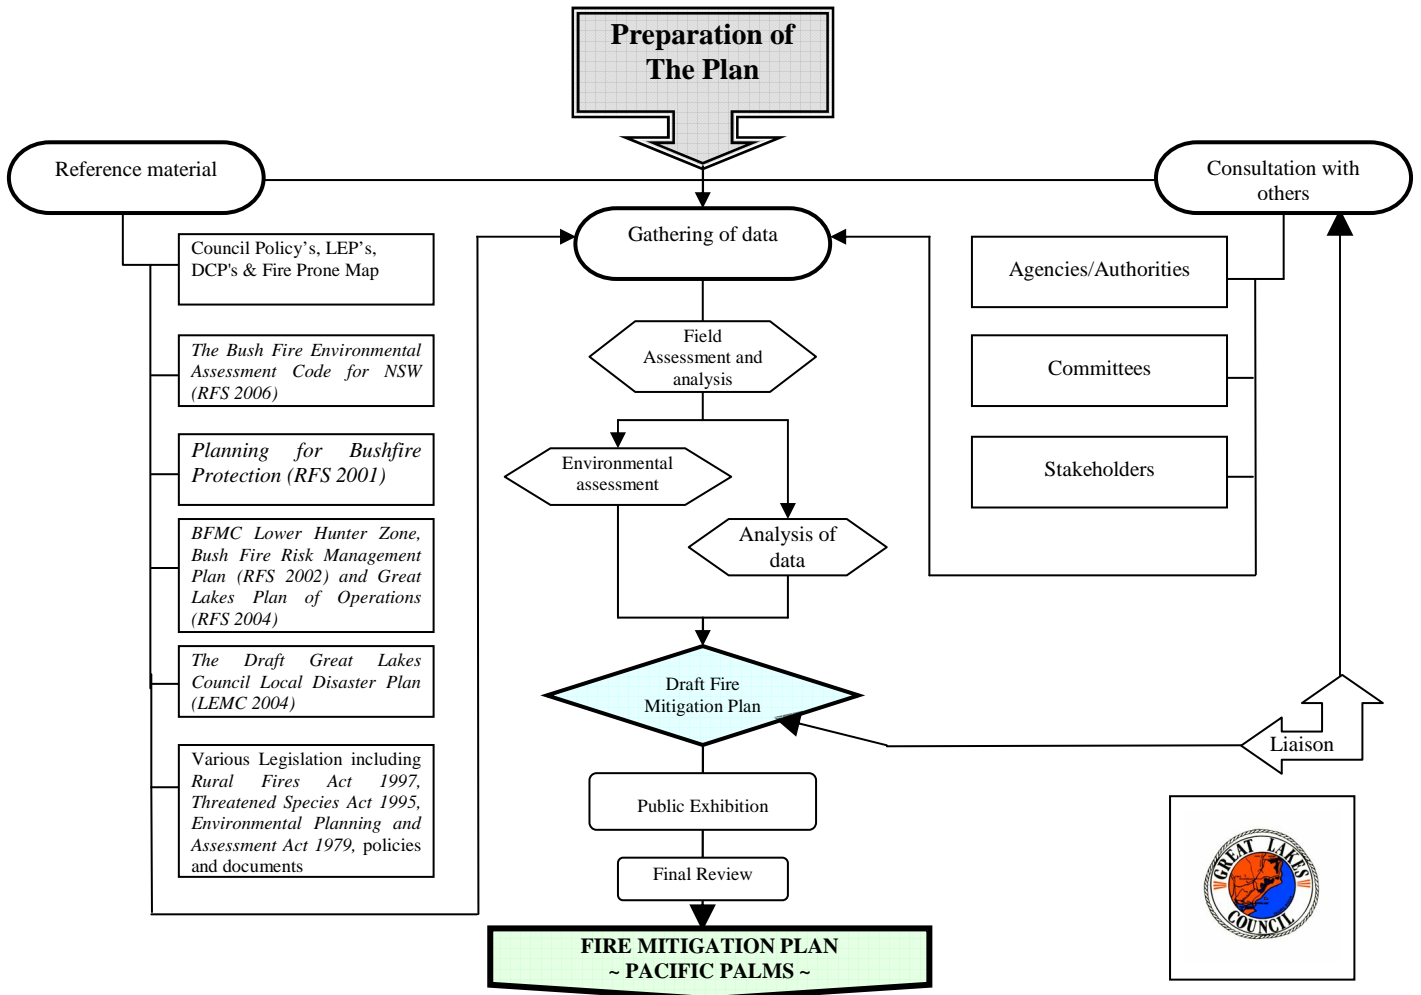 Preparation of
The Plan
Reference material
Consultation with
others
Gathering of data
Council Policy's, LEP's,
DCP's & Fire Prone Map
The Bush Fire Environmental
Assessment Code for NSW
(RFS 2006)
Planning for Bushfire
Protection (RFS 2001)
BFMC Lower Hunter Zone,
Bush Fire Risk Management
Plan (RFS 2002) and Great
Lakes Plan of Operations
(RFS 2004)
The Draft Great Lakes
Council Local Disaster Plan
(LEMC 2004)
Various Legislation including
Rural Fires Act 1997,
Threatened Species Act 1995,
Environmental Planning and
Assessment Act 1979, policies
and documents
Field
Assessment and
analysis
Environmental
assessment
Analysis of
data
Agencies/Authorities
Committees
Stakeholders
Draft Fire
Mitigation Plan
Liaison
Public Exhibition
Final Review
FIRE MITIGATION PLAN
~ PACIFIC PALMS ~
GREAT LAKES
COUNCIL